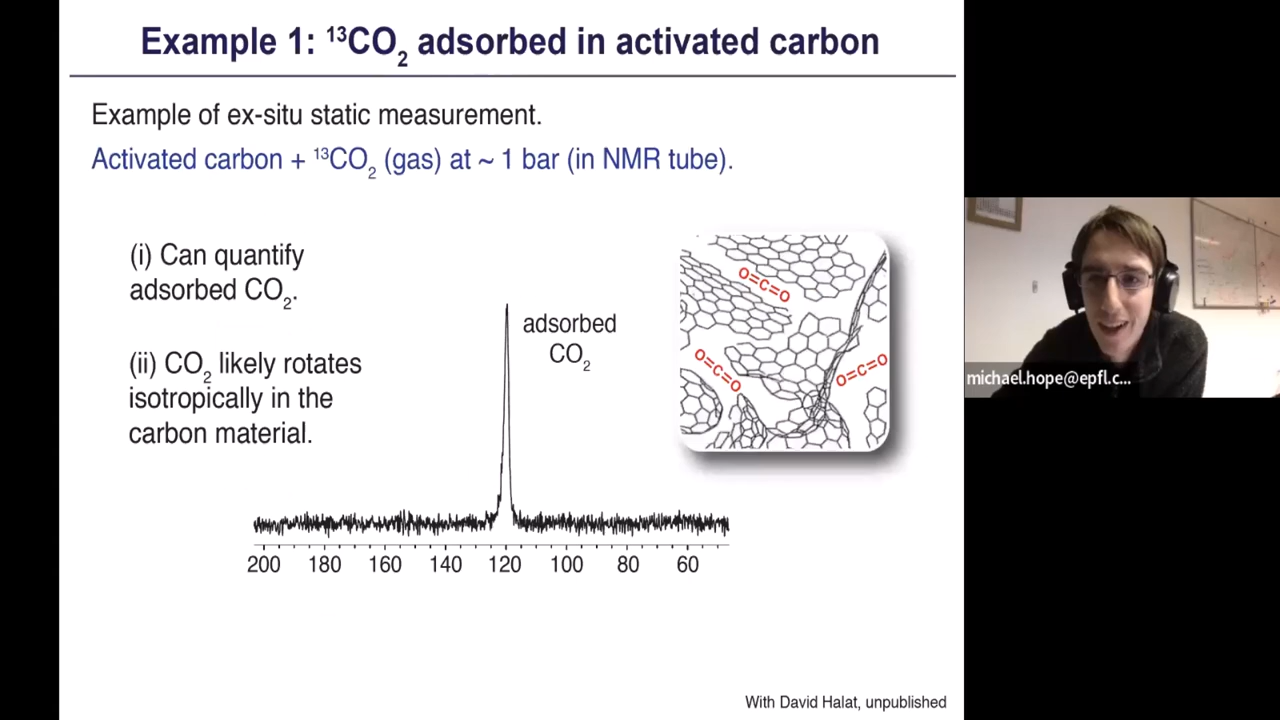 Example 1: ¹³CO₂ adsorbed in activated carbon
Example of ex-situ static measurement.
Activated carbon + ¹³CO₂ (gas) at ~ 1 bar (in NMR tube).
(i) Can quantify
adsorbed CO₂.
(ii) CO₂ likely rotates
isotropically in the
carbon material.
adsorbed
CO₂
O=C=O
O=C=O
O=C=O
200 180 160 140 120 100 80 60
With David Halat, unpublished
michael.hope@epfl.c...